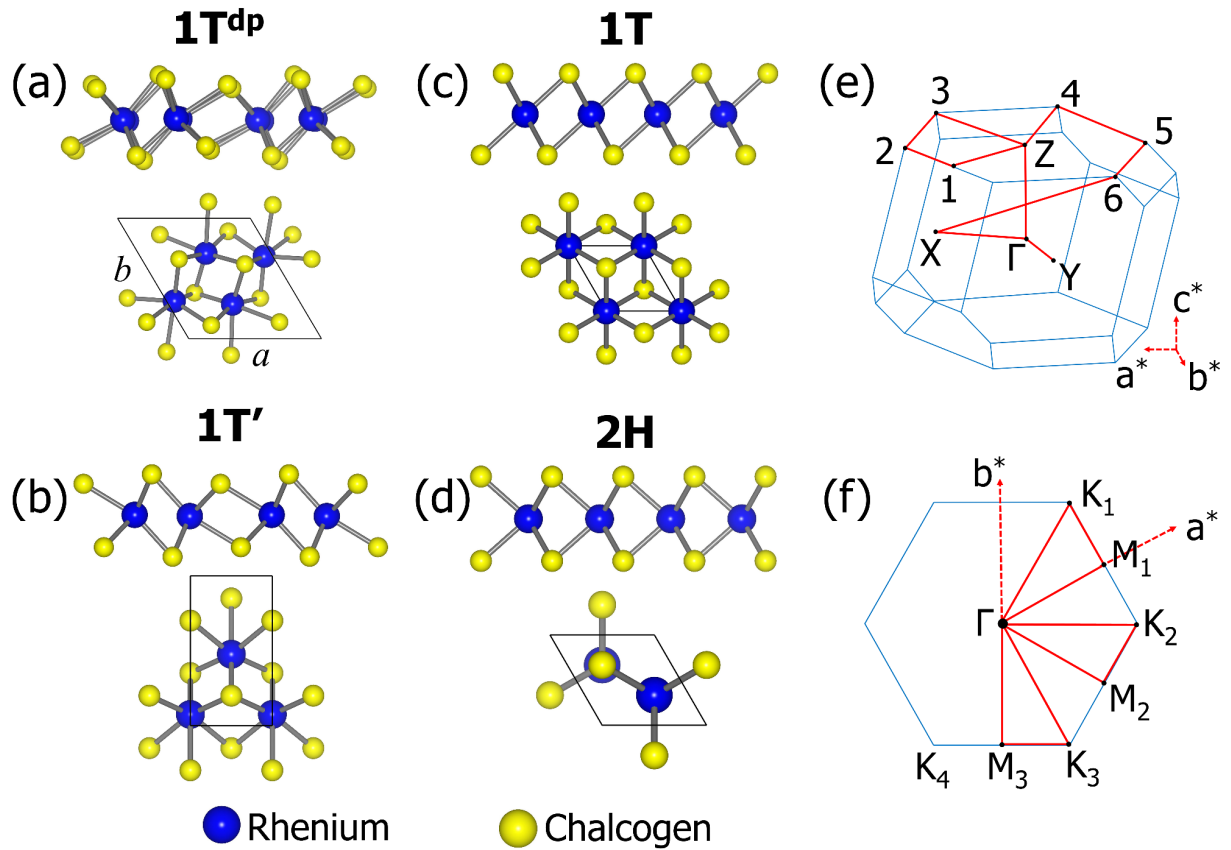 1T^dp
1T
(a)
(c)
(e)
b
a
3
4
2
5
1
Z
6
X
Γ
Y
c*
a*
b*
1T′
2H
(b)
(d)
(f)
b*
K₁
a*
M₁
Γ
K₂
M₂
K₄
M₃
K₃
Rhenium
Chalcogen